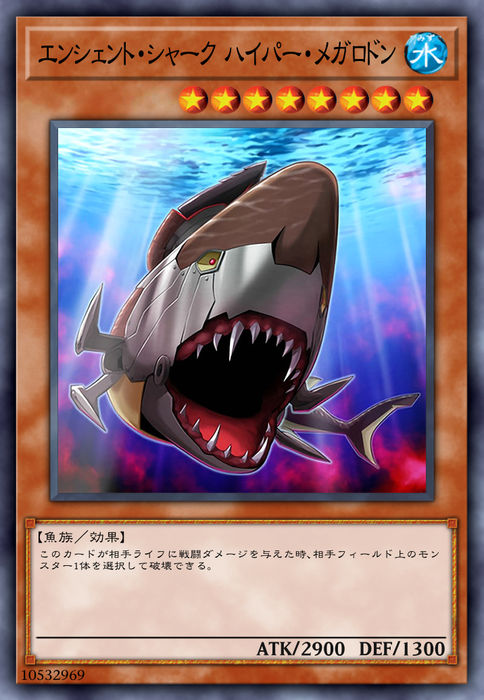 エンシェント・シャーク ハイパー・メガロドン
みず
水
【魚族／効果】
このカードが相手ライフに戦闘ダメージを与えた時、相手フィールド上のモン
スター1体を選択して破壊できる。
ATK/2900 DEF/1300
10532969